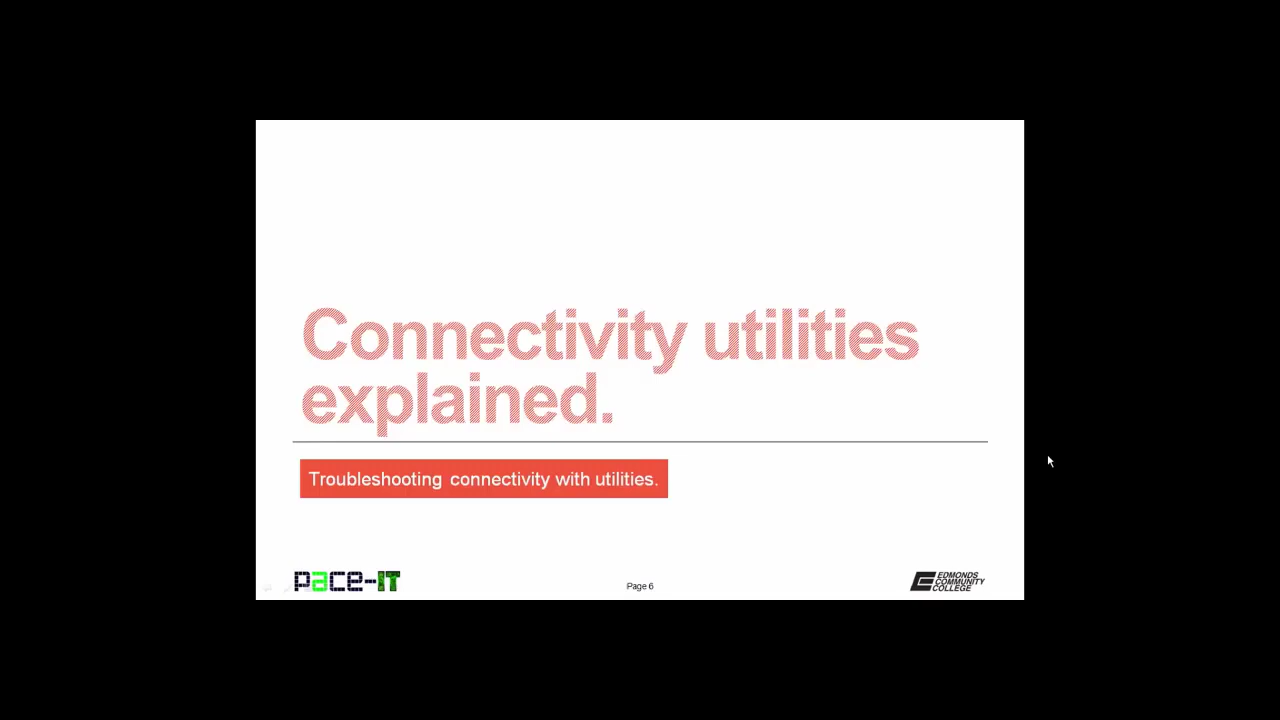 Connectivity utilities
explained.
Troubleshooting connectivity with utilities.
pace-IT
Page 6
EDMONDS
COMMUNITY
COLLEGE